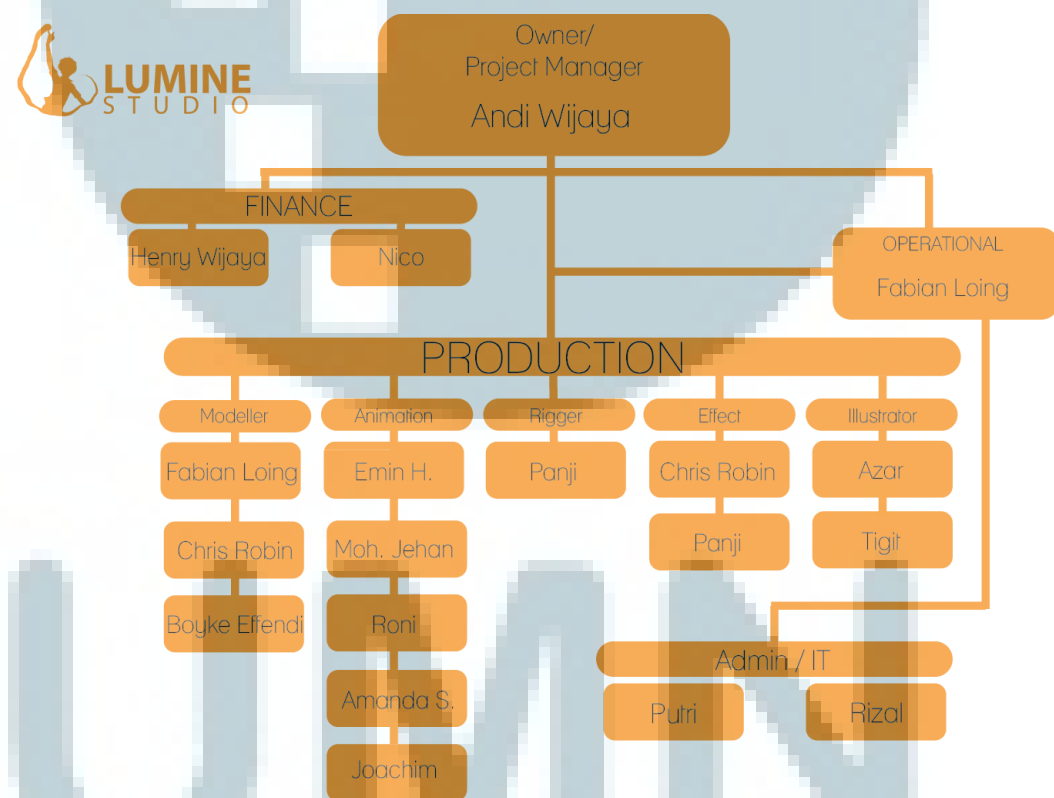 LUMINE
STUDIO
Owner/
Project Manager
Andi Wijaya
FINANCE
Henry Wijaya
Nico
OPERATIONAL
Fabian Loing
PRODUCTION
Modeller
Animation
Rigger
Effect
Illustrator
Fabian Loing
Emin H.
Panji
Chris Robin
Azar
Chris Robin
Moh. Jehan
Panji
Tigit
Boyke Effendi
Roni
Admin / IT
Amanda S.
Putri
Rizal
Joachim
UMN